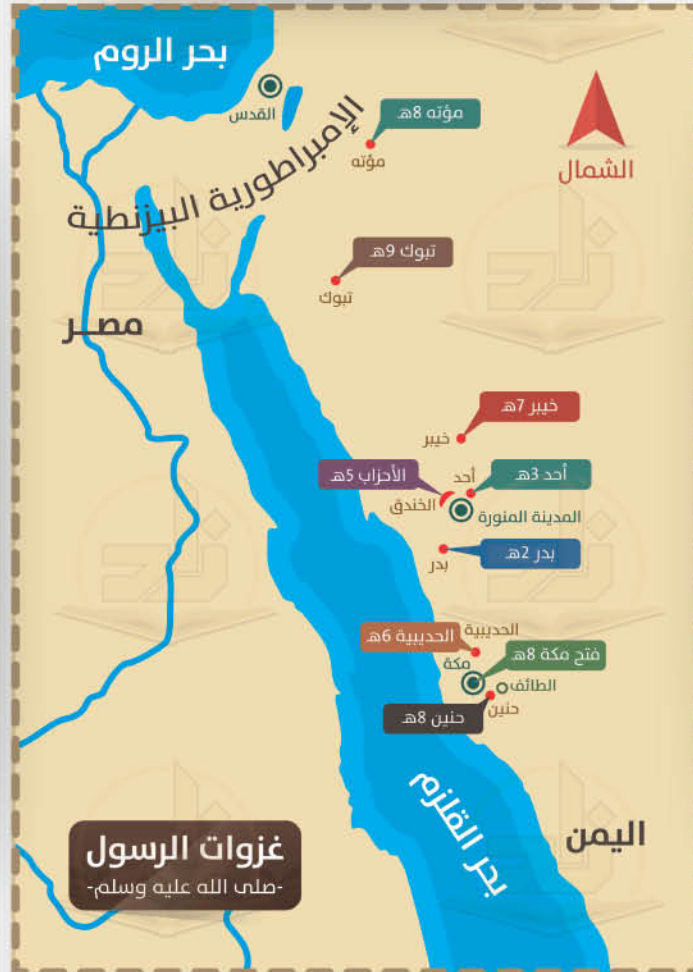 بحر الروم
القدس
الإمبراطورية البيزنطية
مؤته 8هـ
مؤته
الشمال
تبوك 9هـ
تبوك
مصـر
خيبر 7هـ
خيبر
أحد 3هـ
أحد
الأحزاب 5هـ
الخندق
المدينة المنورة
بدر 2هـ
بدر
الحديبية
الحديبية 6هـ
فتح مكة 8هـ
مكة
الطائف
حنين
حنين 8هـ
بحر القلزم
اليمن
غزوات الرسول
-صلى الله عليه وسلم-